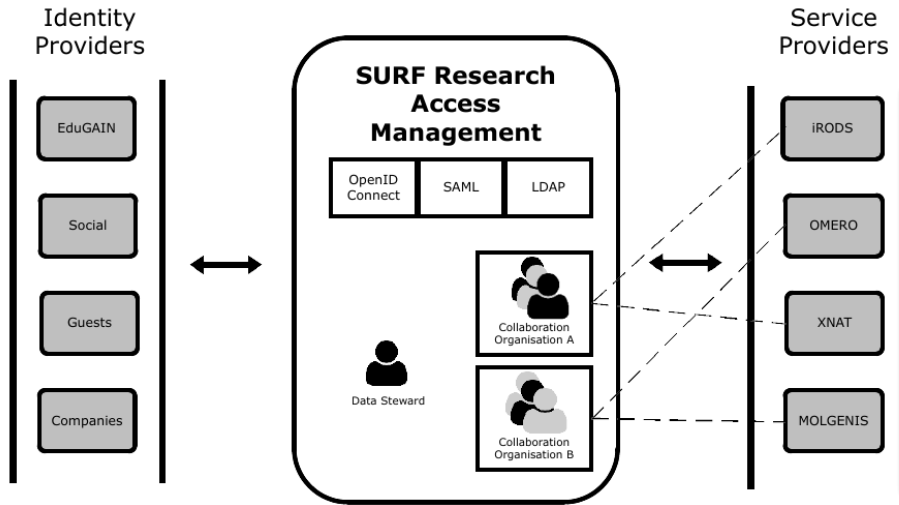 Identity
Providers
EduGAIN
Social
Guests
Companies
SURF Research
Access
Management
OpenID
Connect
SAML
LDAP
Collaboration
Organisation A
Data Steward
Collaboration
Organisation B
Service
Providers
iRODS
OMERO
XNAT
MOLGENIS